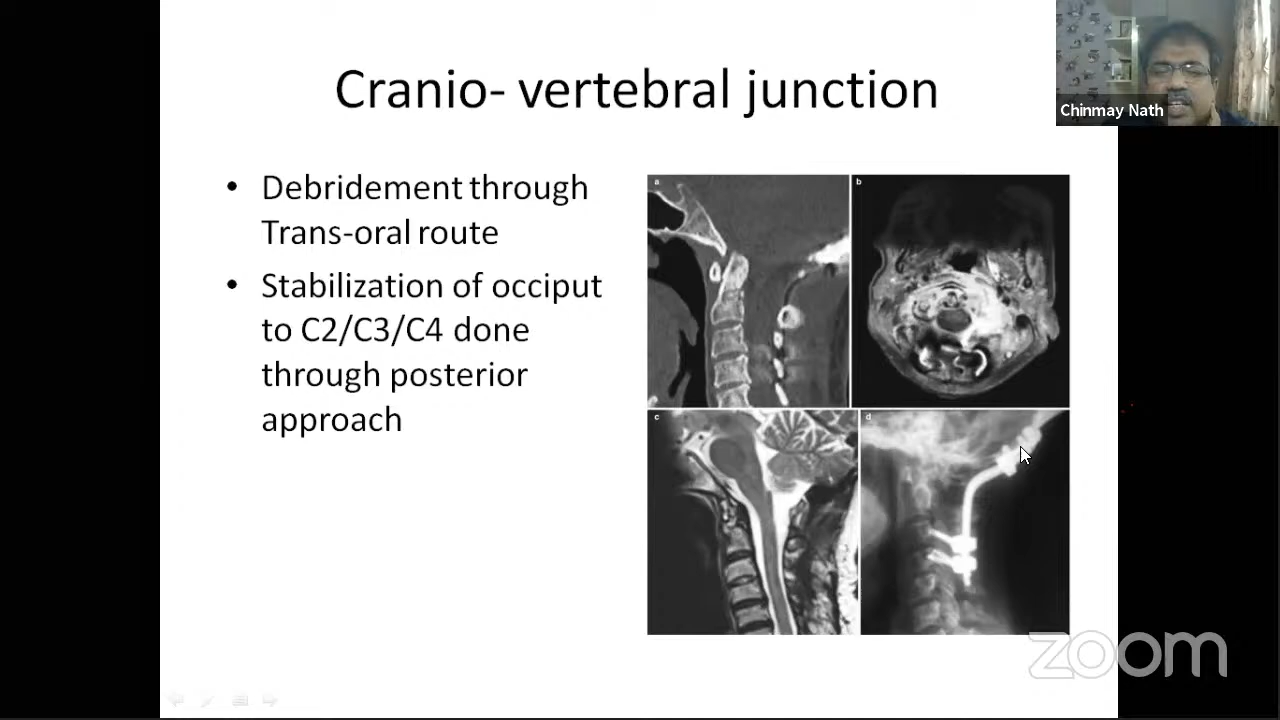 Cranio- vertebral junction
Chinmay Nath
• Debridement through
Trans-oral route
• Stabilization of occiput
to C2/C3/C4 done
through posterior
approach
a
b
c
d
zoom